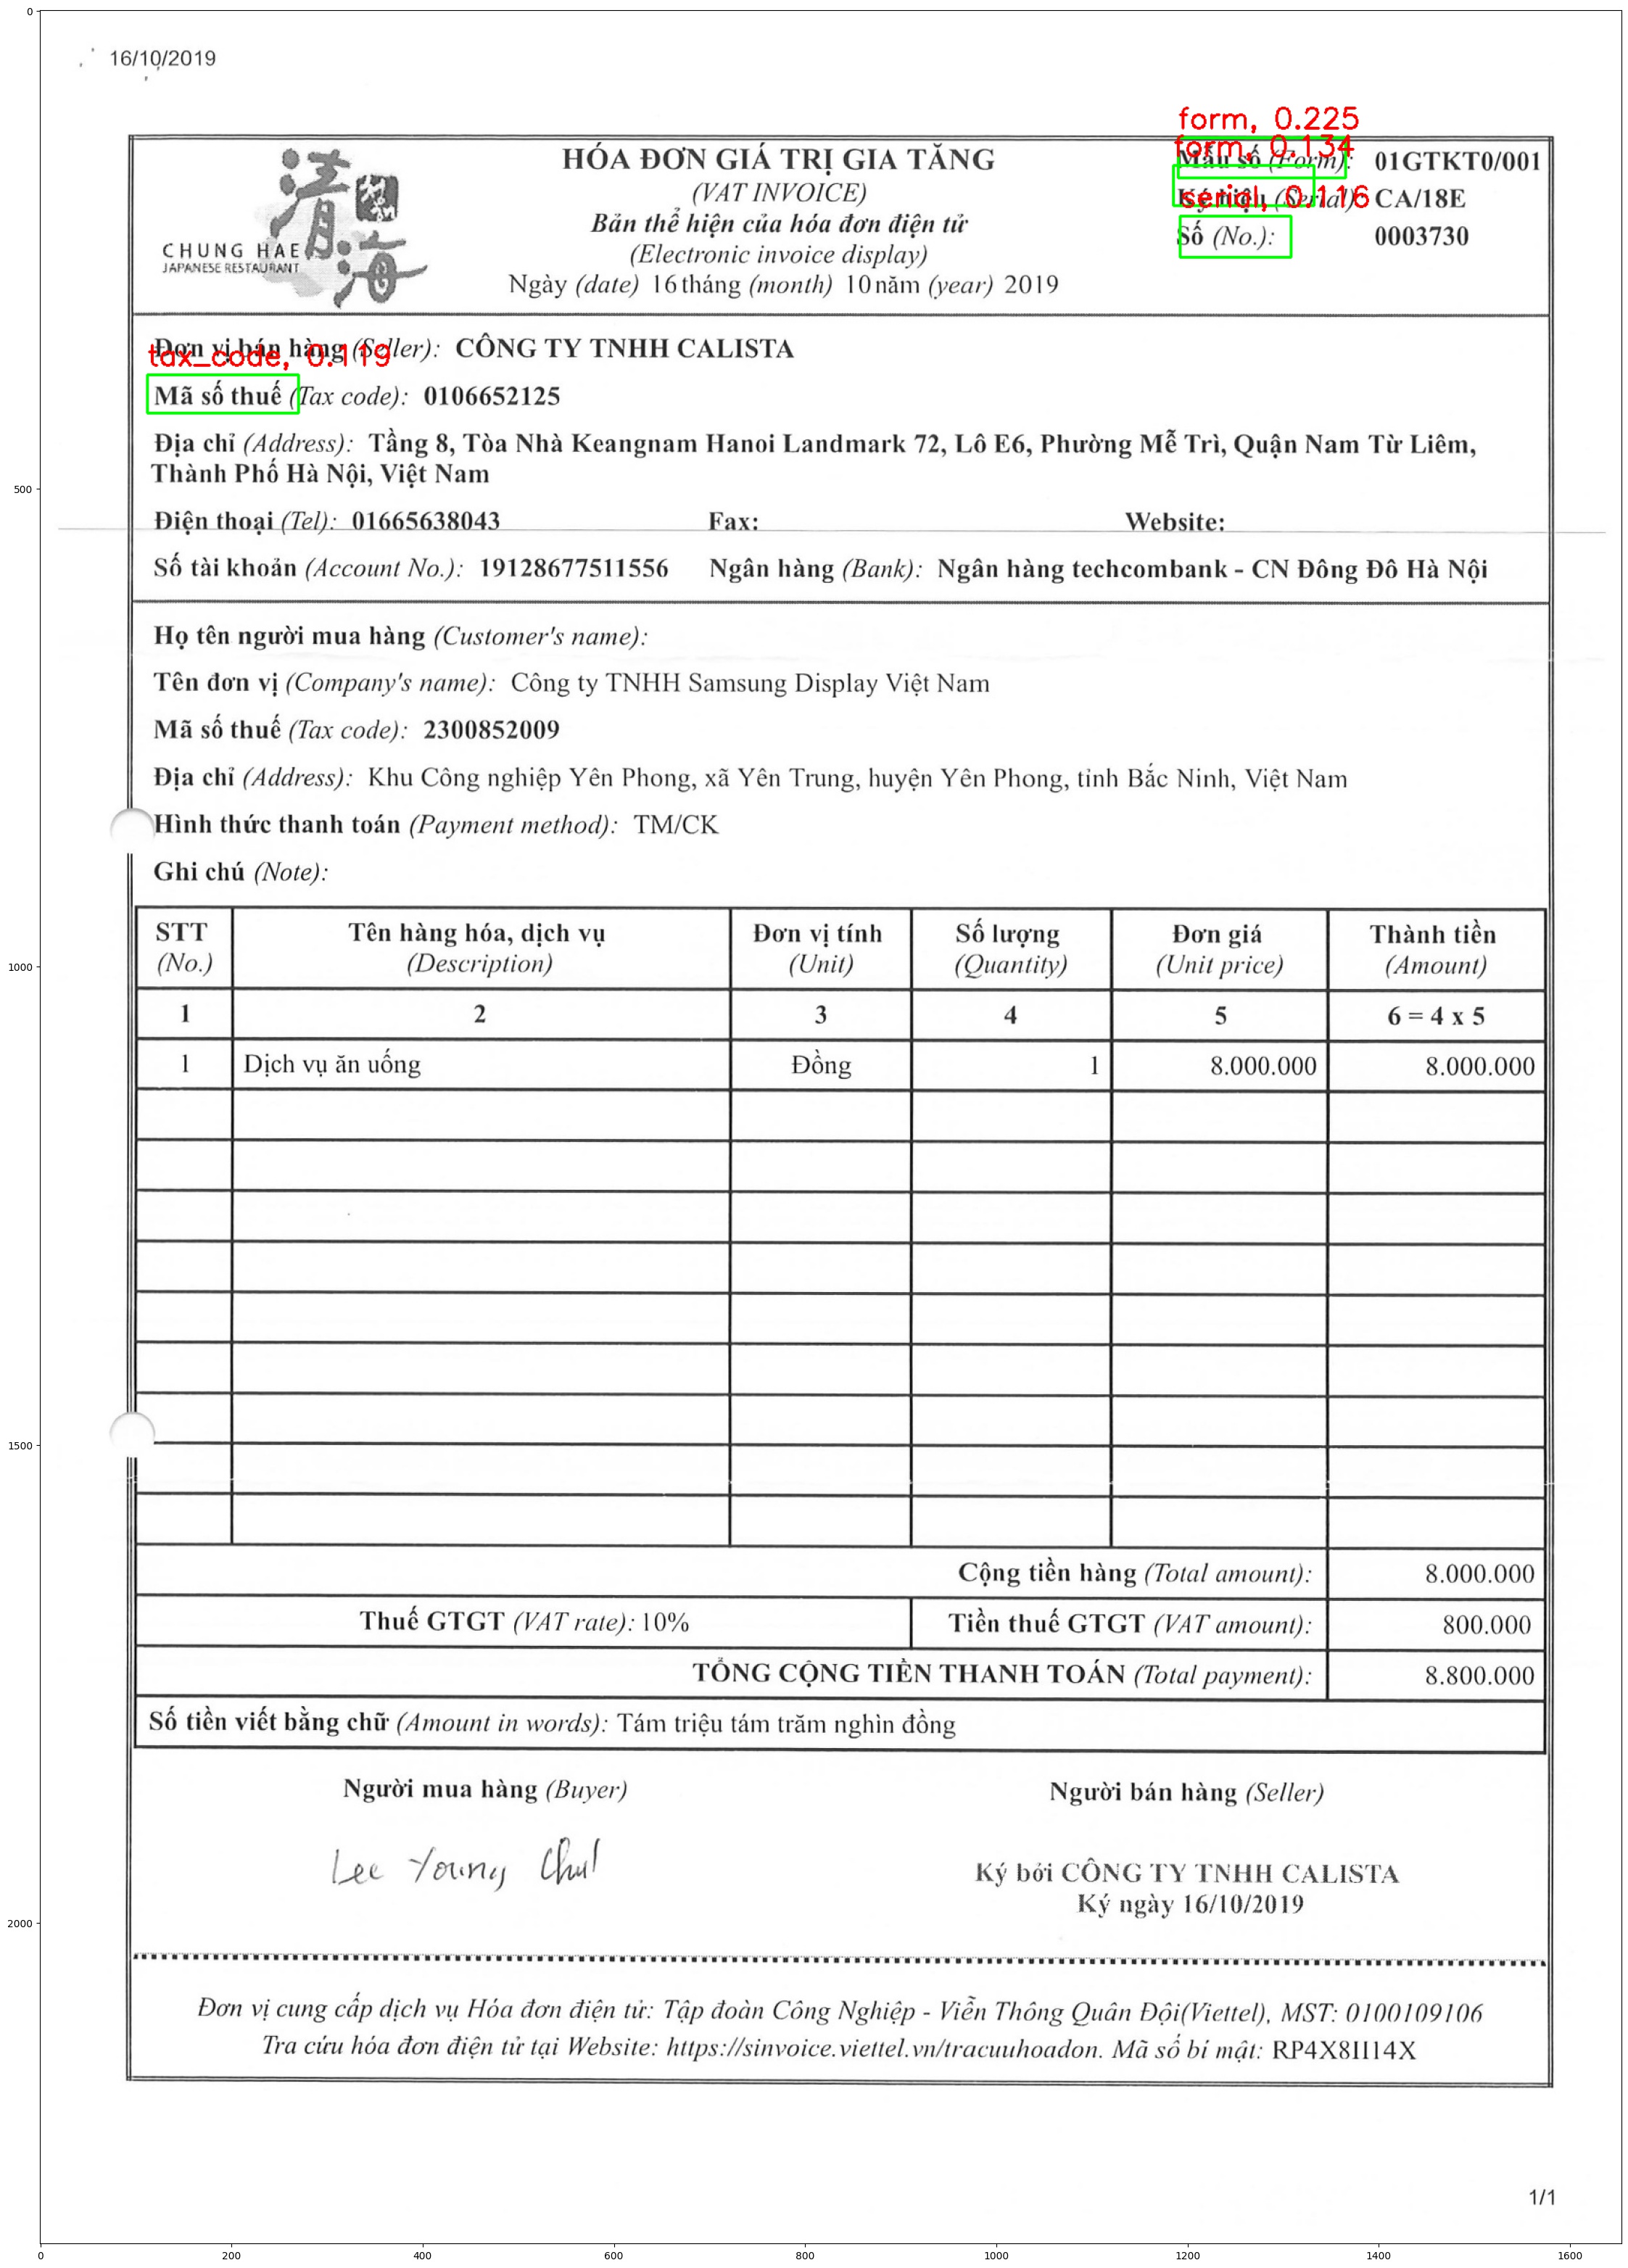 16/10/2019
form, 0.225
form, 0.134
serial, 0.116
清海
CHUNG HAE
JAPANESE RESTAURANT
HÓA ĐƠN GIÁ TRỊ GIA TĂNG
(VAT INVOICE)
Bản thể hiện của hóa đơn điện tử
(Electronic invoice display)
Ngày (date) 16 tháng (month) 10 năm (year) 2019
Mẫu số (Form): 01GTKT0/001
Ký hiệu (Serial): CA/18E
Số (No.): 0003730
Đơn vị bán hàng (Seller): CÔNG TY TNHH CALISTA
tax_code, 0.119
Mã số thuế (Tax code): 0106652125
Địa chỉ (Address): Tầng 8, Tòa Nhà Keangnam Hanoi Landmark 72, Lô E6, Phường Mễ Trì, Quận Nam Từ Liêm,
Thành Phố Hà Nội, Việt Nam
Điện thoại (Tel): 01665638043 Fax: Website:
Số tài khoản (Account No.): 19128677511556 Ngân hàng (Bank): Ngân hàng techcombank - CN Đông Đô Hà Nội
Họ tên người mua hàng (Customer's name):
Tên đơn vị (Company's name): Công ty TNHH Samsung Display Việt Nam
Mã số thuế (Tax code): 2300852009
Địa chỉ (Address): Khu Công nghiệp Yên Phong, xã Yên Trung, huyện Yên Phong, tỉnh Bắc Ninh, Việt Nam
Hình thức thanh toán (Payment method): TM/CK
Ghi chú (Note):
STT Tên hàng hóa, dịch vụ Đơn vị tính Số lượng Đơn giá Thành tiền
(No.) (Description) (Unit) (Quantity) (Unit price) (Amount)
1 2 3 4 5 6 = 4 x 5
1 Dịch vụ ăn uống Đồng 1 8.000.000 8.000.000
Cộng tiền hàng (Total amount): 8.000.000
Thuế GTGT (VAT rate): 10% Tiền thuế GTGT (VAT amount): 800.000
TỔNG CỘNG TIỀN THANH TOÁN (Total payment): 8.800.000
Số tiền viết bằng chữ (Amount in words): Tám triệu tám trăm nghìn đồng
Người mua hàng (Buyer) Người bán hàng (Seller)
Lee Young Chul
Ký bởi CÔNG TY TNHH CALISTA
Ký ngày 16/10/2019
Đơn vị cung cấp dịch vụ Hóa đơn điện tử: Tập đoàn Công Nghiệp - Viễn Thông Quân Đội(Viettel), MST: 0100109106
Tra cứu hóa đơn điện tử tại Website: https://sinvoice.viettel.vn/tracuuhoadon. Mã số bí mật:
1/1
0
500
1000
1500
2000
0 200 400 600 800 1000 1200 1400 1600